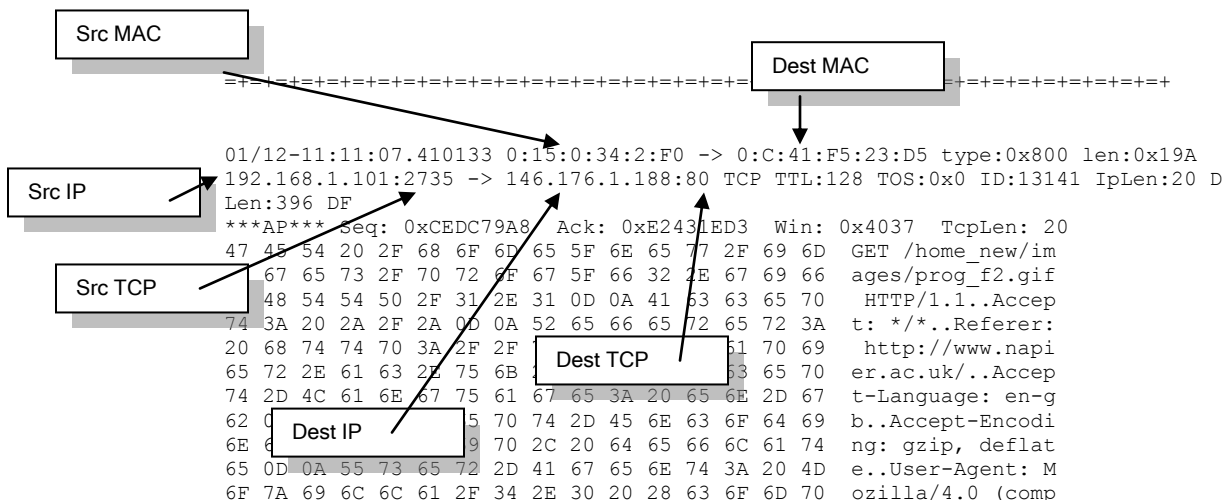 Src MAC
Dest MAC
=+=+=+=+=+=+=+=+=+=+=+=+=+=+=+=+=+=+=+=+=+ +=+=+=+=+=+=+=+=+
01/12-11:11:07.410133 0:15:0:34:2:F0 -> 0:C:41:F5:23:D5 type:0x800 len:0x19A
Src IP
192.168.1.101:2735 -> 146.176.1.188:80 TCP TTL:128 TOS:0x0 ID:13141 IpLen:20 D
Len:396 DF
***AP*** Seq: 0xCEDC79A8 Ack: 0xE2431ED3 Win: 0x4037 TcpLen: 20
47 45 54 20 2F 68 6F 6D 65 5F 6E 65 77 2F 69 6D GET /home_new/im
67 65 73 2F 70 72 6F 67 5F 66 32 2E 67 69 66 ages/prog_f2.gif
Src TCP
48 54 54 50 2F 31 2E 31 0D 0A 41 63 63 65 70 HTTP/1.1..Accep
74 3A 20 2A 2F 2A 0D 0A 52 65 66 65 72 65 72 3A t: */*..Referer:
20 68 74 74 70 3A 2F 2F 61 70 69 http://www.napi
Dest TCP
65 72 2E 61 63 2E 75 6B 63 65 70 er.ac.uk/..Accep
74 2D 4C 61 6E 67 75 61 67 65 3A 20 65 6E 2D 67 t-Language: en-g
62 70 74 2D 45 6E 63 6F 64 69 b..Accept-Encodi
Dest IP
6E 70 2C 20 64 65 66 6C 61 74 ng: gzip, deflat
65 0D 0A 55 73 65 72 2D 41 67 65 6E 74 3A 20 4D e..User-Agent: M
6F 7A 69 6C 6C 61 2F 34 2E 30 20 28 63 6F 6D 70 ozilla/4.0 (comp